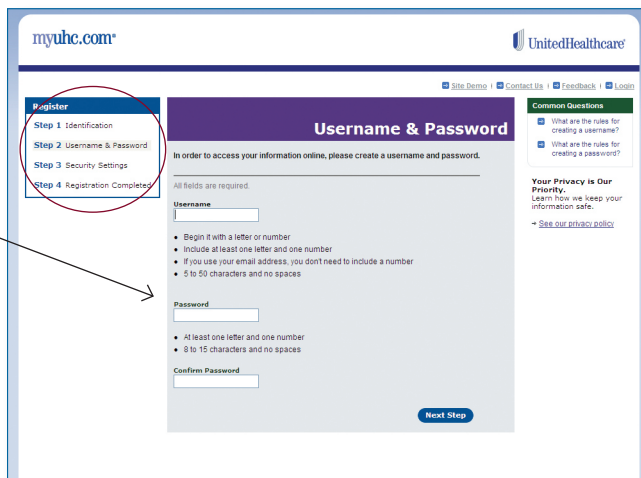 myuhc.com®
UnitedHealthcare®
Site Demo | Contact Us | Feedback | Login
Register
Step 1 Identification
Step 2 Username & Password
Step 3 Security Settings
Step 4 Registration Completed
Username & Password
In order to access your information online, please create a username and password.
All fields are required.
Username
• Begin it with a letter or number
• Include at least one letter and one number
• If you use your email address, you don't need to include a number
• 5 to 50 characters and no spaces
Password
• At least one letter and one number
• 8 to 15 characters and no spaces
Confirm Password
Next Step
Common Questions
What are the rules for
creating a username?
What are the rules for
creating a password?
Your Privacy is Our
Priority.
Learn how we keep your
information safe.
→ See our privacy policy